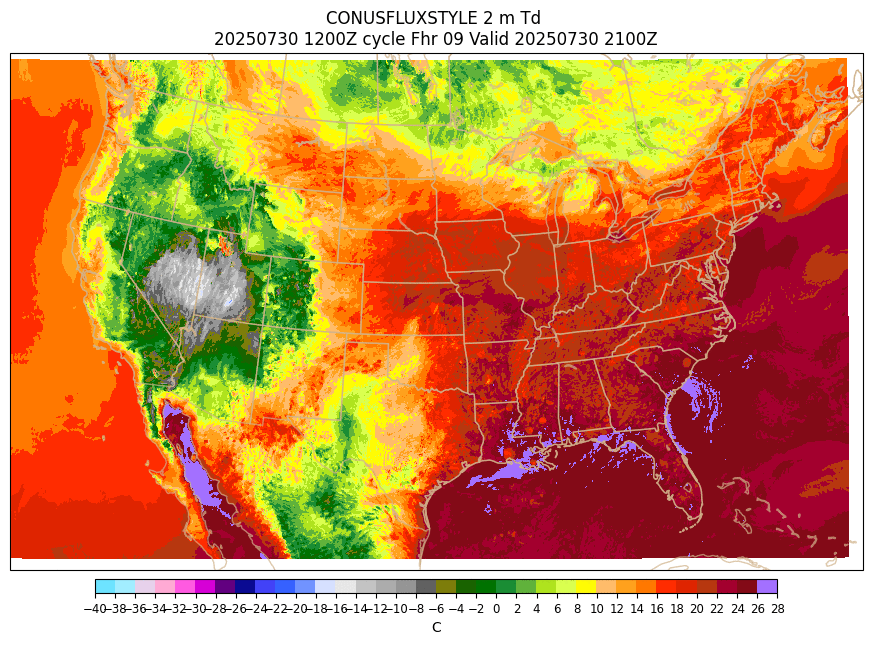 CONUSFLUXSTYLE 2 m Td
20250730 1200Z cycle Fhr 09 Valid 20250730 2100Z
−40 −38 −36 −34 −32 −30 −28 −26 −24 −22 −20 −18 −16 −14 −12 −10 −8 −6 −4 −2 0 2 4 6 8 10 12 14 16 18 20 22 24 26 28
C